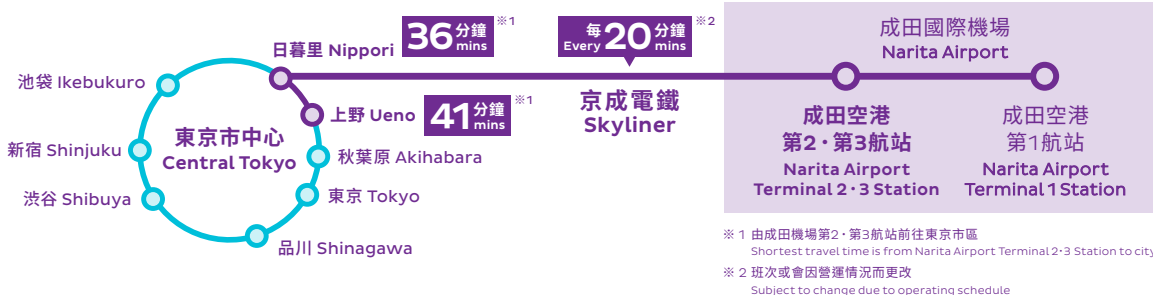 36 分鐘 mins ※1
每 Every 20 分鐘 mins ※2
成田國際機場
Narita Airport
日暮里 Nippori
池袋 Ikebukuro
上野 Ueno 41 分鐘 mins ※1
京成電鐵
Skyliner
成田空港
第2・第3航站
Narita Airport
Terminal 2・3 Station
成田空港
第1航站
Narita Airport
Terminal 1 Station
東京市中心
Central Tokyo
新宿 Shinjuku
秋葉原 Akihabara
渋谷 Shibuya
東京 Tokyo
品川 Shinagawa
※ 1 由成田機場第2・第3航站前往東京市區
Shortest travel time is from Narita Airport Terminal 2・3 Station to city
※ 2 班次或會因營運情況而更改
Subject to change due to operating schedule